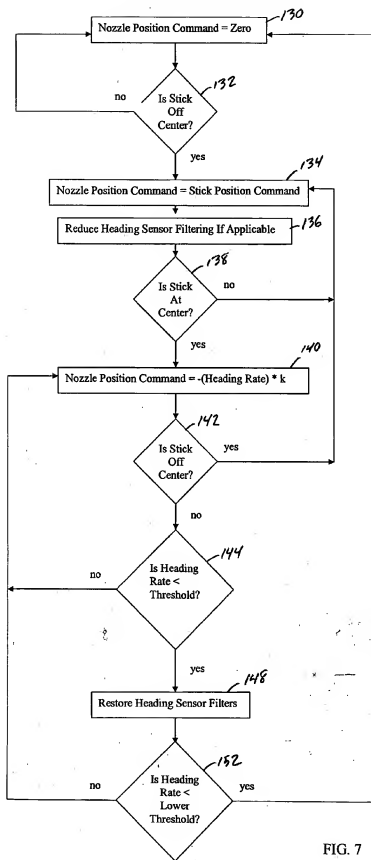 130
Nozzle Position Command = Zero
132
no
Is Stick
Off
Center?
yes
134
Nozzle Position Command = Stick Position Command
136
Reduce Heading Sensor Filtering If Applicable
138
Is Stick
At
Center?
no
yes
140
Nozzle Position Command = -(Heading Rate) * k
142
Is Stick
Off
Center?
yes
no
144
no
Is Heading
Rate <
Threshold?
yes
148
Restore Heading Sensor Filters
152
no
Is Heading
Rate <
Lower
Threshold?
yes
FIG. 7